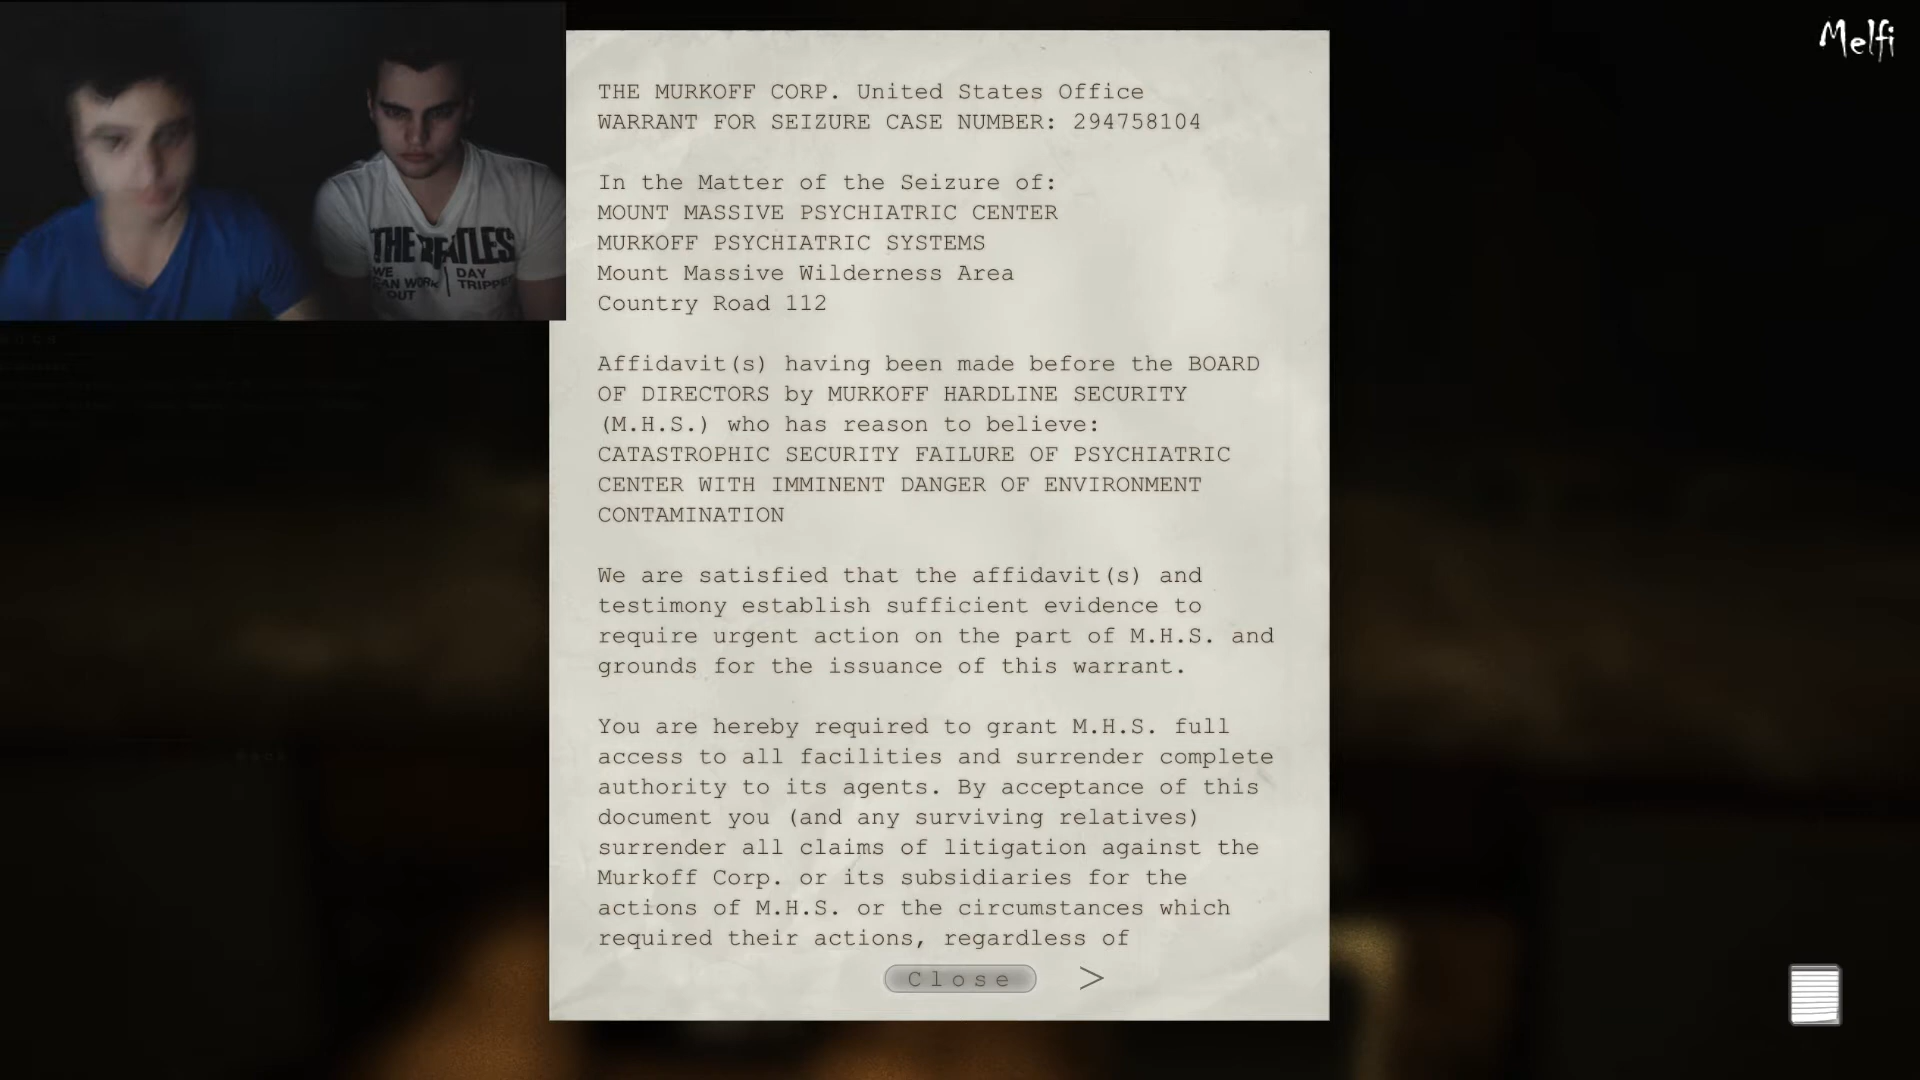 Melfi
THE BEATLES
WE
CAN WORK
OUT
DAY
TRIPPER
THE MURKOFF CORP. United States Office
WARRANT FOR SEIZURE CASE NUMBER: 294758104
In the Matter of the Seizure of:
MOUNT MASSIVE PSYCHIATRIC CENTER
MURKOFF PSYCHIATRIC SYSTEMS
Mount Massive Wilderness Area
Country Road 112
Affidavit(s) having been made before the BOARD
OF DIRECTORS by MURKOFF HARDLINE SECURITY
(M.H.S.) who has reason to believe:
CATASTROPHIC SECURITY FAILURE OF PSYCHIATRIC
CENTER WITH IMMINENT DANGER OF ENVIRONMENT
CONTAMINATION
We are satisfied that the affidavit(s) and
testimony establish sufficient evidence to
require urgent action on the part of M.H.S. and
grounds for the issuance of this warrant.
You are hereby required to grant M.H.S. full
access to all facilities and surrender complete
authority to its agents. By acceptance of this
document you (and any surviving relatives)
surrender all claims of litigation against the
Murkoff Corp. or its subsidiaries for the
actions of M.H.S. or the circumstances which
required their actions, regardless of
Close >